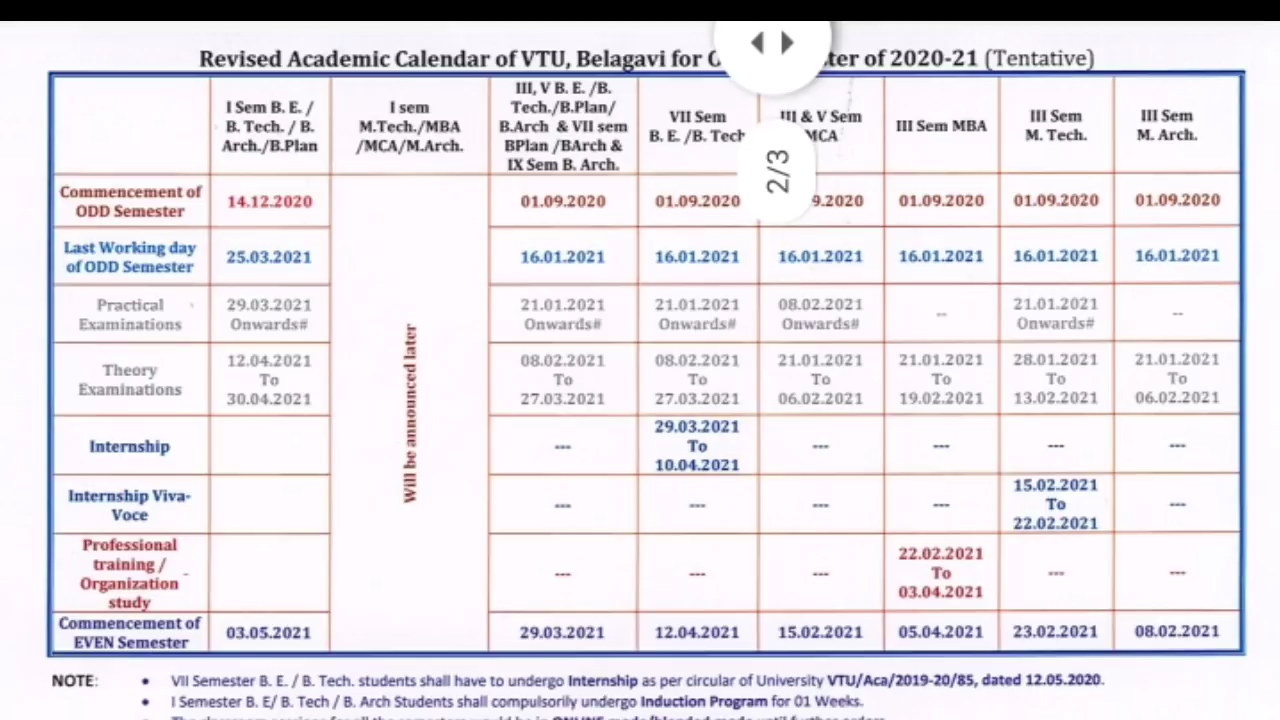 Revised Academic Calendar of VTU, Belagavi for of 2020-21 (Tentative)
2/3
I Sem B. E. /
B. Tech. / B.
Arch./B.Plan
I sem
M.Tech./MBA
/MCA/M.Arch.
III, V B. E. /B.
Tech./B.Plan/
B.Arch & VII sem
BPlan /BArch &
IX Sem B. Arch.
VII Sem
B. E. /B. Tech
III & V Sem
MCA
III Sem MBA
III Sem
M. Tech.
III Sem
M. Arch.
Commencement of
ODD Semester
14.12.2020
01.09.2020
01.09.2020
9.2020
01.09.2020
01.09.2020
01.09.2020
Last Working day
of ODD Semester
25.03.2021
16.01.2021
16.01.2021
16.01.2021
16.01.2021
16.01.2021
16.01.2021
Practical
Examinations
29.03.2021
Onwards#
21.01.2021
Onwards#
21.01.2021
Onwards#
08.02.2021
Onwards#
--
21.01.2021
Onwards#
--
Theory
Examinations
12.04.2021
To
30.04.2021
08.02.2021
To
27.03.2021
08.02.2021
To
27.03.2021
21.01.2021
To
06.02.2021
21.01.2021
To
19.02.2021
28.01.2021
To
13.02.2021
21.01.2021
To
06.02.2021
Will be announced later
Internship
---
29.03.2021
To
10.04.2021
---
---
---
---
Internship Viva-
Voce
---
---
---
---
15.02.2021
To
22.02.2021
---
Professional
training /
Organization
study
---
---
---
22.02.2021
To
03.04.2021
---
---
Commencement of
EVEN Semester
03.05.2021
29.03.2021
12.04.2021
15.02.2021
05.04.2021
23.02.2021
08.02.2021
NOTE: • VII Semester B. E. / B. Tech. students shall have to undergo Internship as per circular of University VTU/Aca/2019-20/85, dated 12.05.2020.
• I Semester B. E/ B. Tech / B. Arch Students shall compulsorily undergo Induction Program for 01 Weeks.